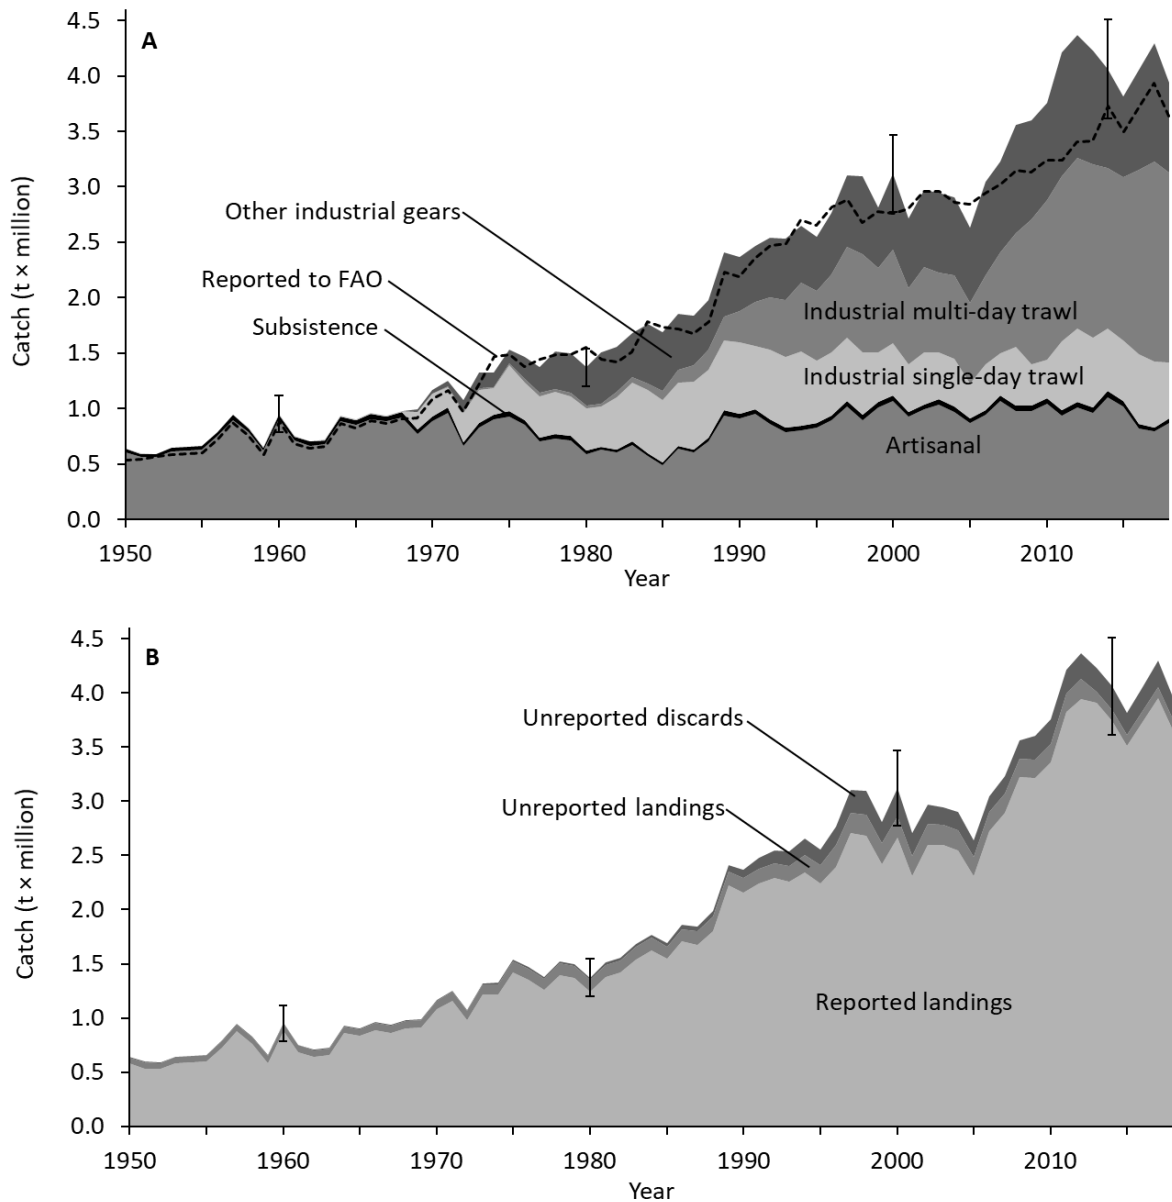 A
4.5
4.0
3.5
3.0
2.5
2.0
1.5
1.0
0.5
0.0
Catch (t × million)
Other industrial gears
Reported to FAO
Subsistence
Industrial multi-day trawl
Industrial single-day trawl
Artisanal
1950 1960 1970 1980 1990 2000 2010
Year
B
4.5
4.0
3.5
3.0
2.5
2.0
1.5
1.0
0.5
0.0
Catch (t × million)
Unreported discards
Unreported landings
Reported landings
1950 1960 1970 1980 1990 2000 2010
Year